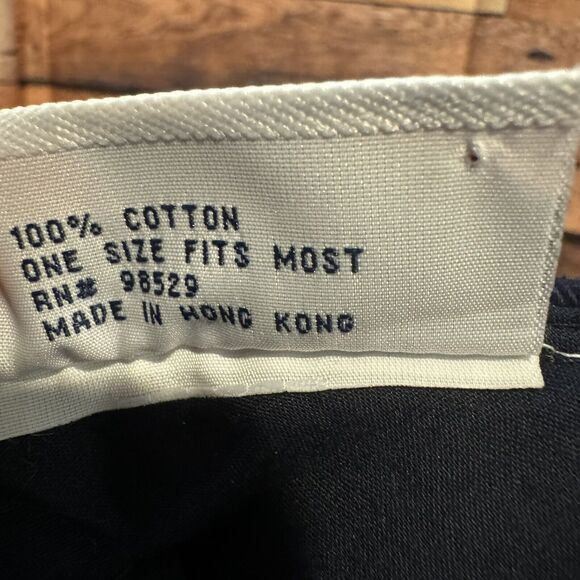 100% COTTON
ONE SIZE FITS MOST
RN# 98529
MADE IN HONG KONG